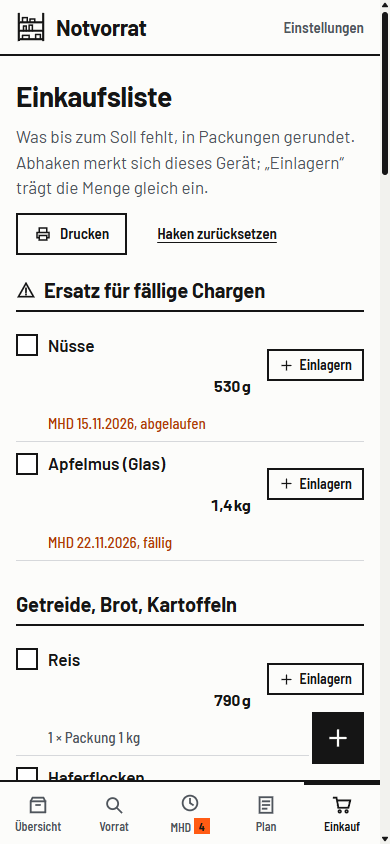 Notvorrat
Einstellungen
Einkaufsliste
Was bis zum Soll fehlt, in Packungen gerundet.
Abhaken merkt sich dieses Gerät; „Einlagern“
trägt die Menge gleich ein.
Drucken
Haken zurücksetzen
Ersatz für fällige Chargen
Nüsse
Einlagern
530 g
MHD 15.11.2026, abgelaufen
Apfelmus (Glas)
Einlagern
1,4 kg
MHD 22.11.2026, fällig
Getreide, Brot, Kartoffeln
Reis
Einlagern
790 g
1 × Packung 1 kg
Haferflocken
Übersicht
Vorrat
MHD 4
Plan
Einkauf